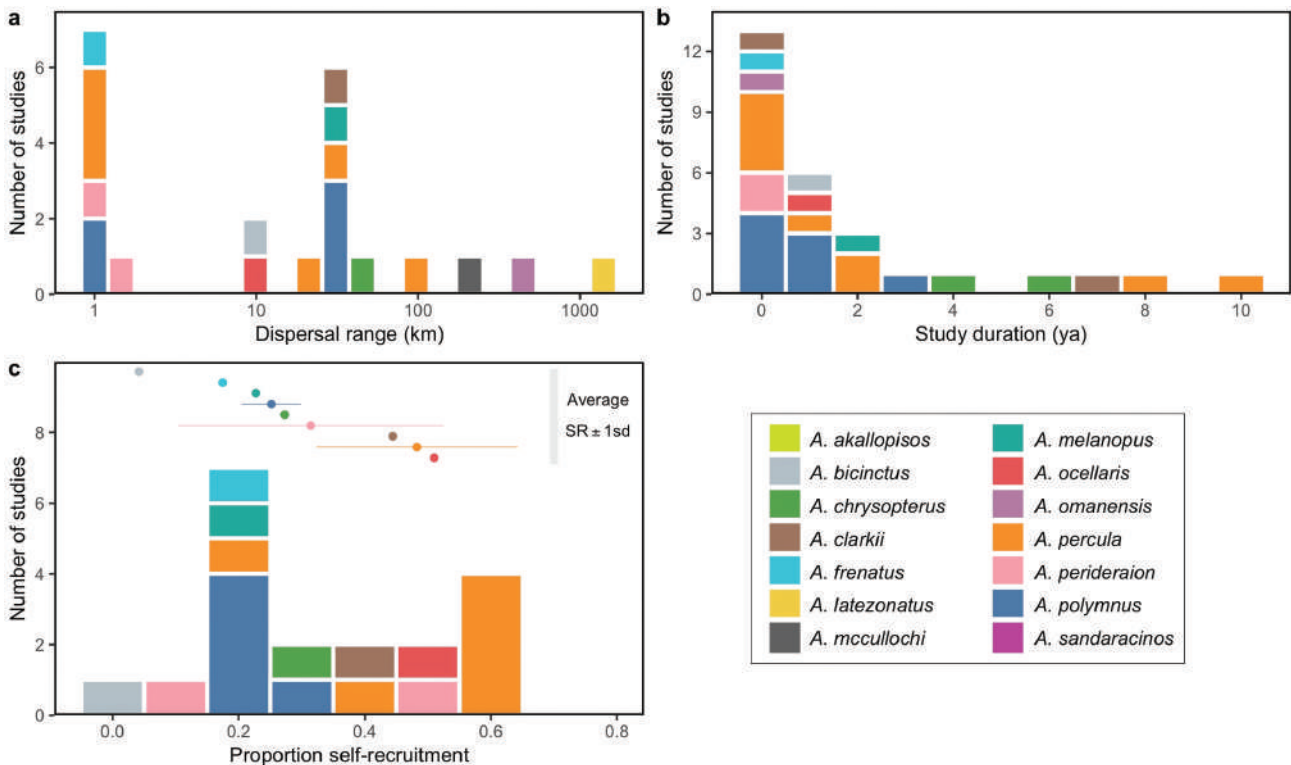 a
Number of studies
6
4
2
0
1
10
100
1000
Dispersal range (km)
b
Number of studies
12
9
6
3
0
0
2
4
6
8
10
Study duration (ya)
c
Number of studies
8
6
4
2
0
Average
SR ± 1sd
0.0
0.2
0.4
0.6
0.8
Proportion self-recruitment
A. akallopisos
A. bicinctus
A. chrysopterus
A. clarkii
A. frenatus
A. latezonatus
A. mccullochi
A. melanopus
A. ocellaris
A. omanensis
A. percula
A. perideraion
A. polymnus
A. sandaracinos